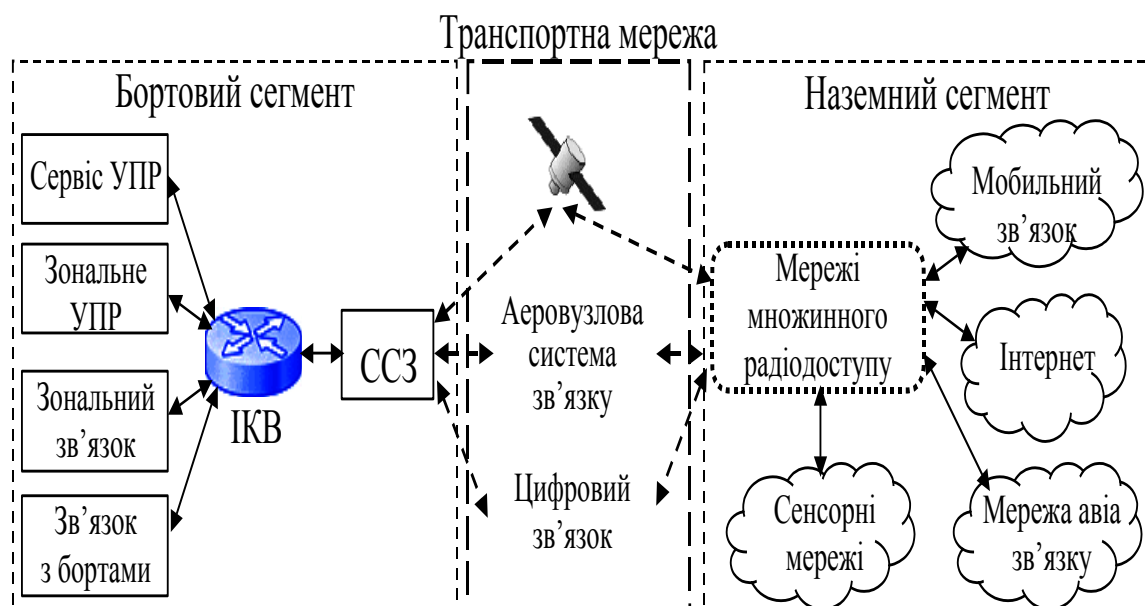 Транспортна мережа
Бортовий сегмент
Сервіс УПР
Зональне
УПР
Зональний
зв’язок
Зв’язок
з бортами
ІКВ
ССЗ
Аеровузлова
система
зв’язку
Цифровий
зв’язок
Наземний сегмент
Мережі
множинного
радіодоступу
Мобильний
зв’язок
Інтернет
Мережа авіа
зв’язку
Сенсорні
мережі